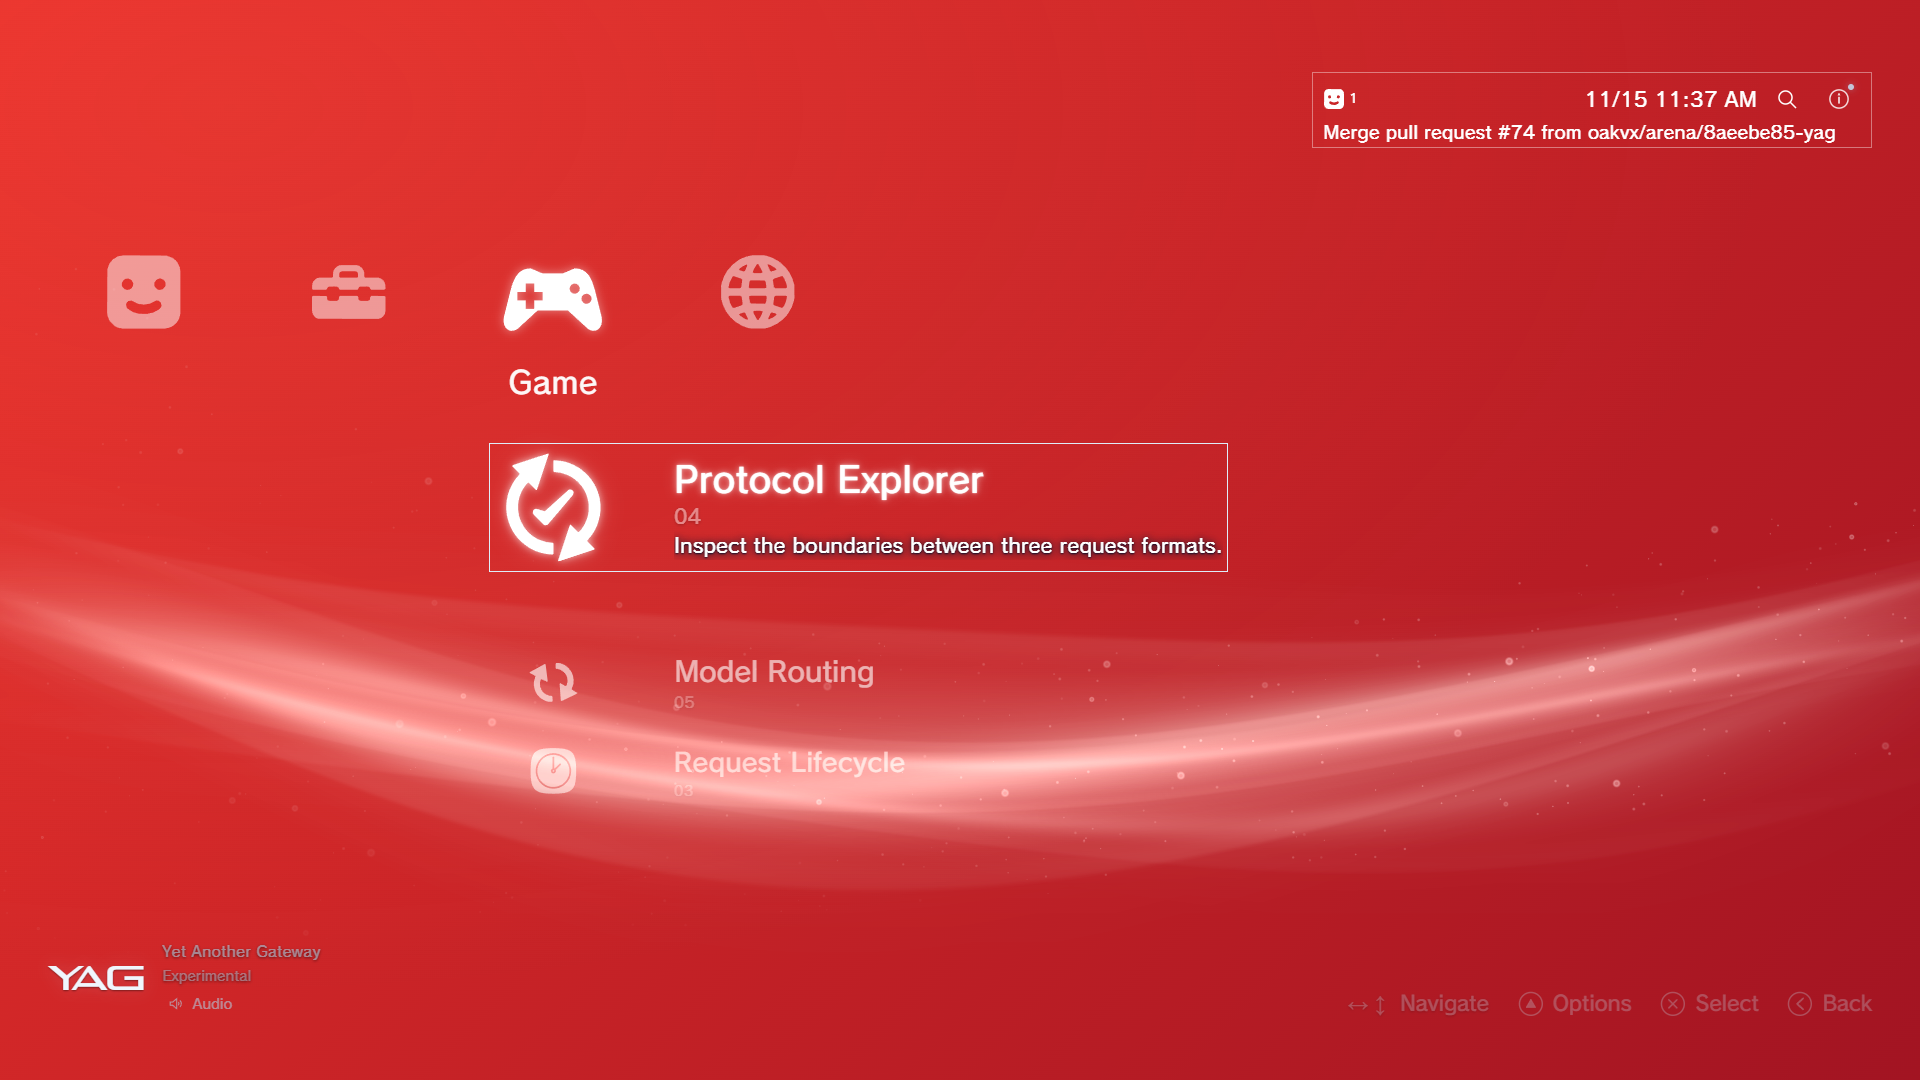 1
11/15 11:37 AM
Merge pull request #74 from oakvx/arena/8aeebe85-yag
Game
Protocol Explorer
04
Inspect the boundaries between three request formats.
Model Routing
05
Request Lifecycle
03
YAG
Yet Another Gateway
Experimental
Audio
Navigate
Options
Select
Back